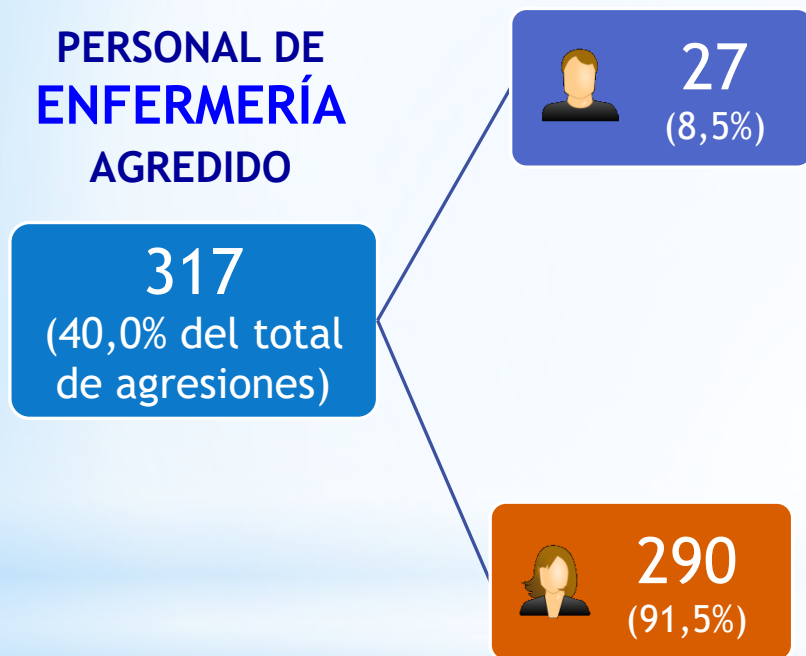 PERSONAL DE
ENFERMERÍA
AGREDIDO
317
(40,0% del total
de agresiones)
27
(8,5%)
290
(91,5%)